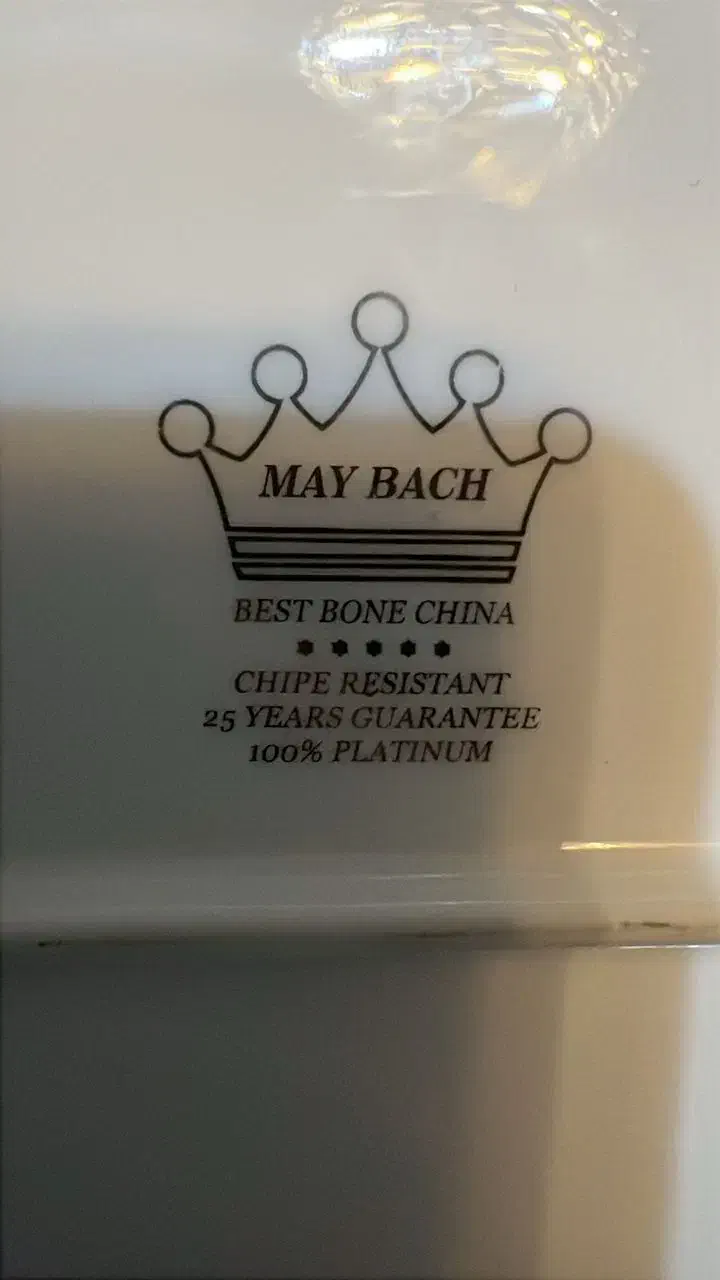 MAY BACH
BEST BONE CHINA
CHIPE RESISTANT
25 YEARS GUARANTEE
100% PLATINUM